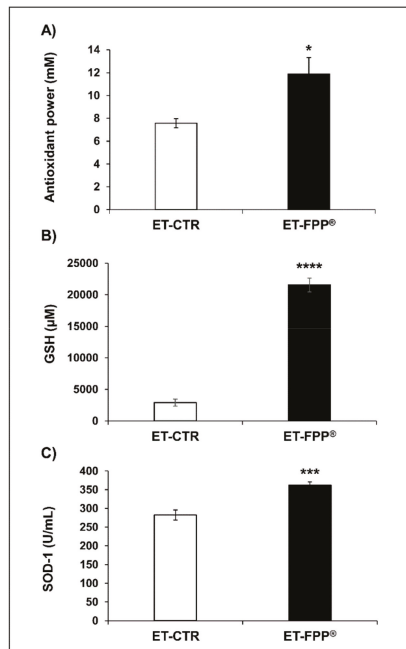 A)
Antioxidant power (mM)
14
12
10
8
6
4
2
0
*
ET-CTR ET-FPP®
B)
GSH (µM)
25000
20000
15000
10000
5000
0
****
ET-CTR ET-FPP®
C)
SOD-1 (U/mL)
400
350
300
250
200
150
100
50
0
***
ET-CTR ET-FPP®